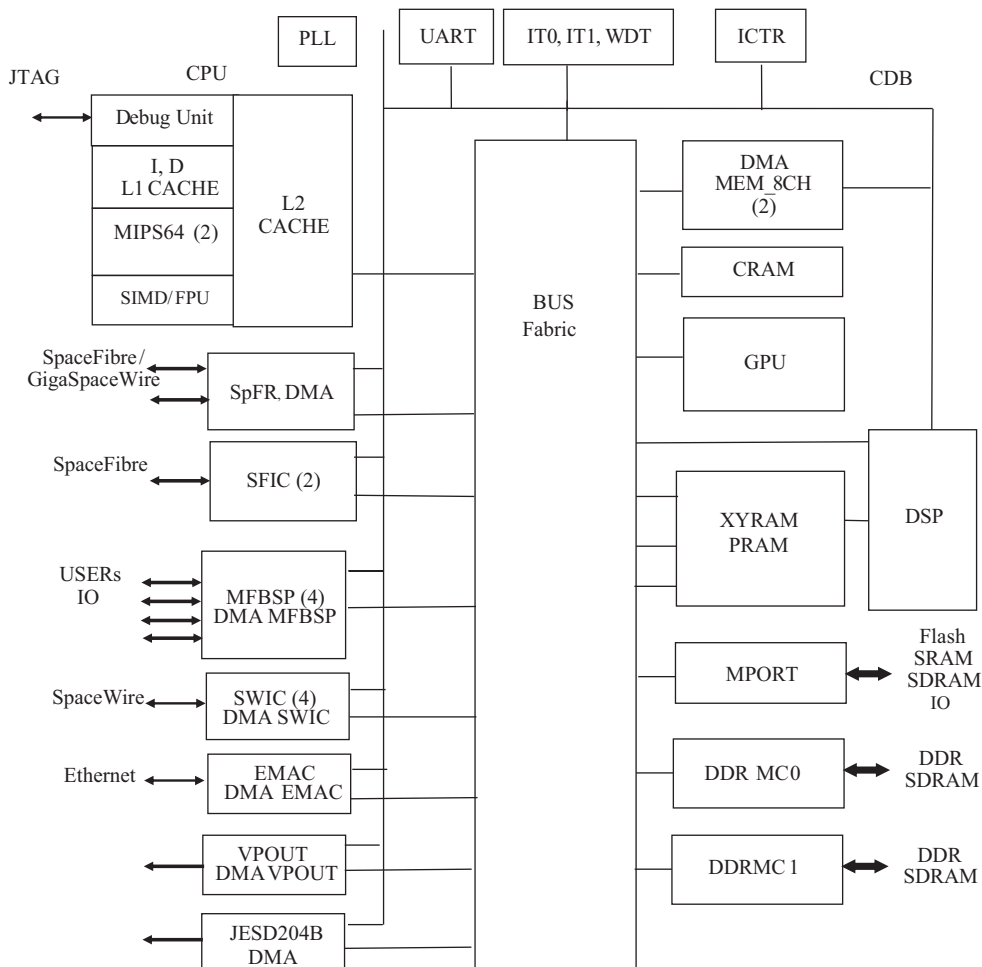 PLL
UART
IT0, IT1, WDT
ICTR
JTAG
CPU
CDB
Debug Unit
I, D
L1 CACHE
MIPS64 (2)
SIMD/FPU
L2
CACHE
DMA
MEM_8CH
(2)
CRAM
BUS
Fabric
GPU
SpaceFibre/
GigaSpaceWire
SpFR, DMA
SpaceFibre
SFIC (2)
XYRAM
PRAM
DSP
USERs
IO
MFBSP (4)
DMA MFBSP
MPORT
Flash
SRAM
SDRAM
IO
SpaceWire
SWIC (4)
DMA SWIC
Ethernet
EMAC
DMA EMAC
DDR MC0
DDR
SDRAM
VPOUT
DMA VPOUT
DDRMC 1
DDR
SDRAM
JESD204B
DMA